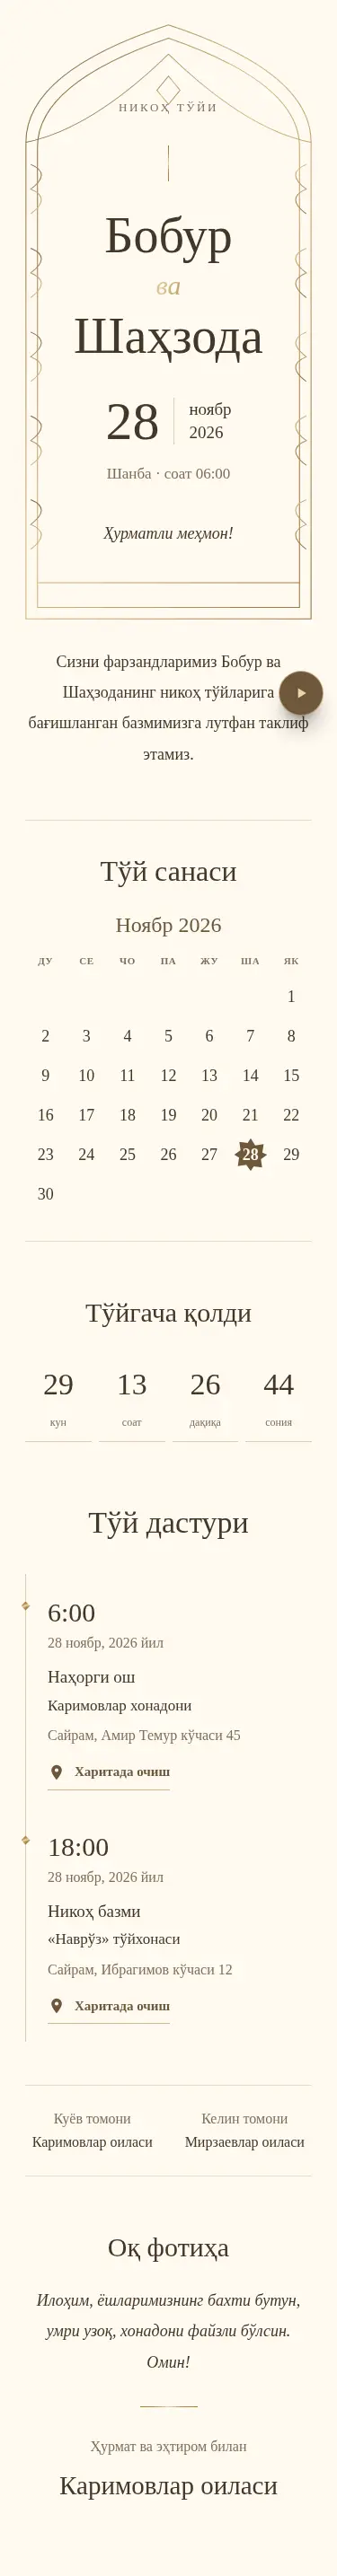 НИКОҲ ТЎЙИ
Бобур
ва
Шаҳзода
28
ноябр
2026
Шанба · соат 06:00
Ҳурматли меҳмон!
Сизни фарзандларимиз Бобур ва
Шаҳзоданинг никоҳ тўйларига
бағишланган базмимизга лутфан таклиф
этамиз.
Тўй санаси
Ноябр 2026
ДУ СЕ ЧО ПА ЖУ ША ЯК
1
2 3 4 5 6 7 8
9 10 11 12 13 14 15
16 17 18 19 20 21 22
23 24 25 26 27 28 29
30
Тўйгача қолди
29 13 26 44
кун соат дақиқа сония
Тўй дастури
6:00
28 ноябр, 2026 йил
Наҳорги ош
Каримовлар хонадони
Сайрам, Амир Темур кўчаси 45
Харитада очиш
18:00
28 ноябр, 2026 йил
Никоҳ базми
«Наврўз» тўйхонаси
Сайрам, Ибрагимов кўчаси 12
Харитада очиш
Куёв томони Келин томони
Каримовлар оиласи Мирзаевлар оиласи
Оқ фотиҳа
Илоҳим, ёшларимизнинг бахти бутун,
умри узоқ, хонадони файзли бўлсин.
Омин!
Ҳурмат ва эҳтиром билан
Каримовлар оиласи